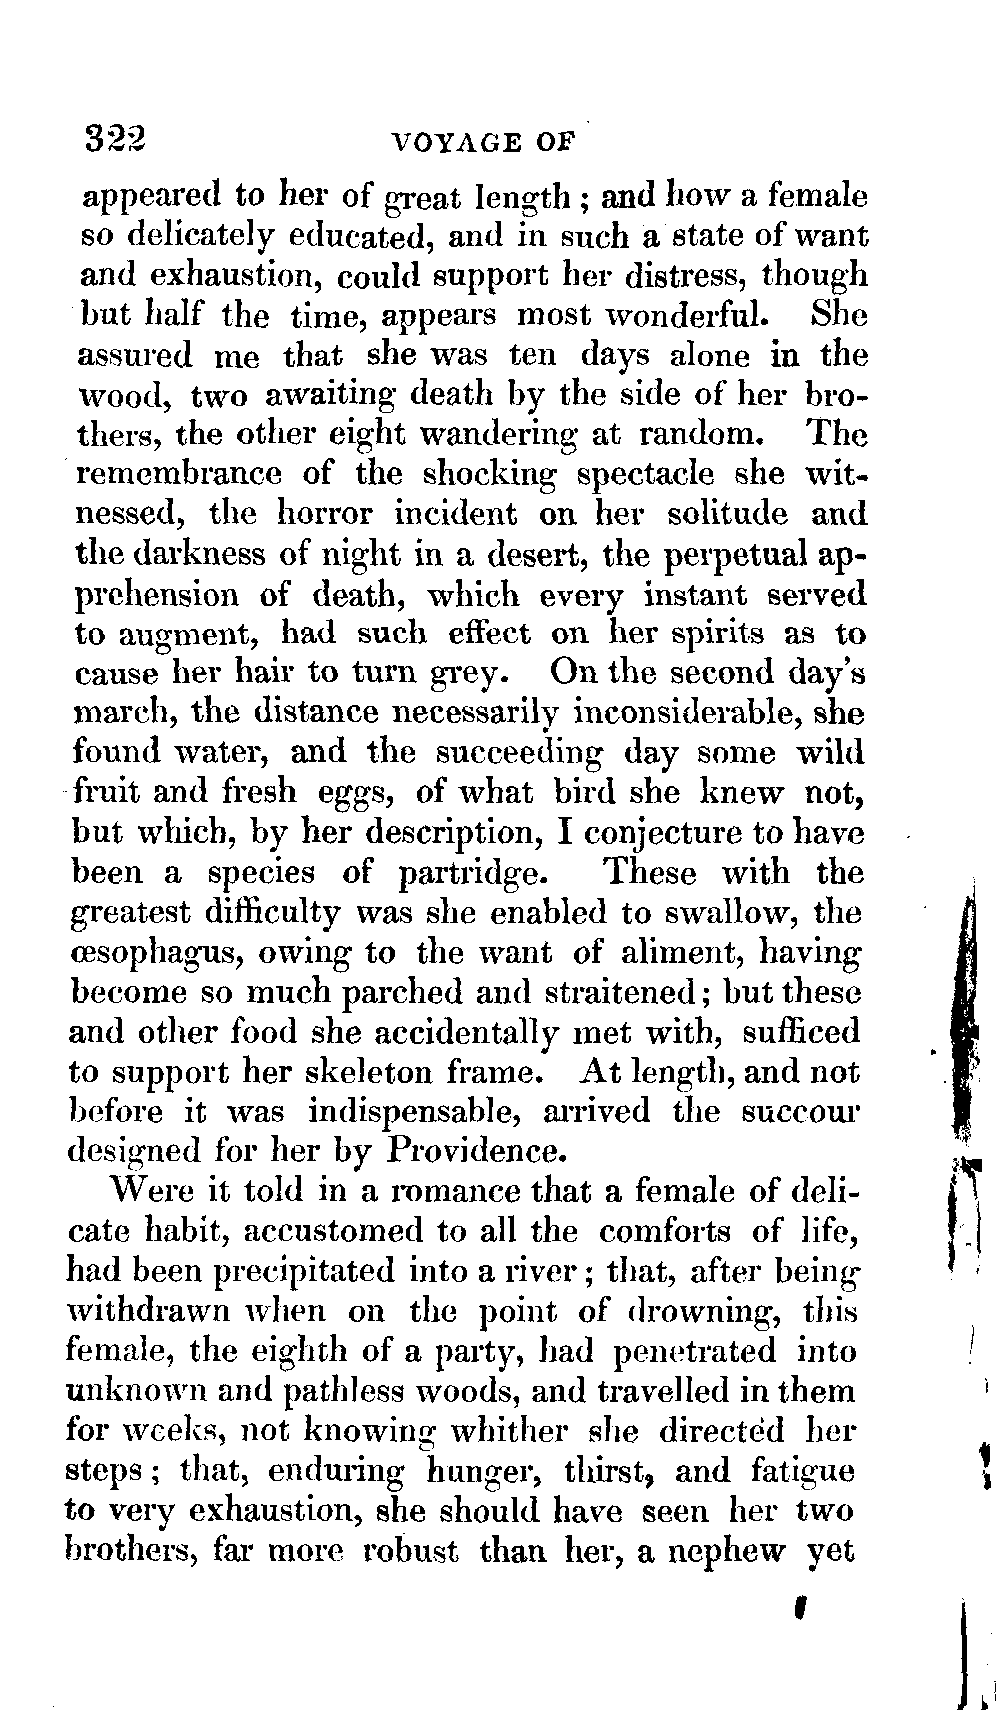 322 VOYAGE OF
appeared to her of great length ; and how a female
so delicately educated, and in such a state of want
and exhaustion, could support her distress, though
but half the time, appears most wonderful. She
assured me that she was ten days alone in the
wood, two awaiting death by the side of her bro-
thers, the other eight wandering at random. The
remembrance of the shocking spectacle she wit-
nessed, the horror incident on her solitude and
the darkness of night in a desert, the perpetual ap-
prehension of death, which every instant served
to augment, had such effect on her spirits as to
cause her hair to turn grey. On the second day's
march, the distance necessarily inconsiderable, she
found water, and the succeeding day some wild
fruit and fresh eggs, of what bird she knew not,
but which, by her description, I conjecture to have
been a species of partridge. These with the
greatest difficulty was she enabled to swallow, the
œsophagus, owing to the want of aliment, having
become so much parched and straitened; but these
and other food she accidentally met with, sufficed
to support her skeleton frame. At length, and not
before it was indispensable, arrived the succour
designed for her by Providence.
Were it told in a romance that a female of deli-
cate habit, accustomed to all the comforts of life,
had been precipitated into a river ; that, after being
withdrawn when on the point of drowning, this
female, the eighth of a party, had penetrated into
unknown and pathless woods, and travelled in them
for weeks, not knowing whither she directed her
steps ; that, enduring hunger, thirst, and fatigue
to very exhaustion, she should have seen her two
brothers, far more robust than her, a nephew yet